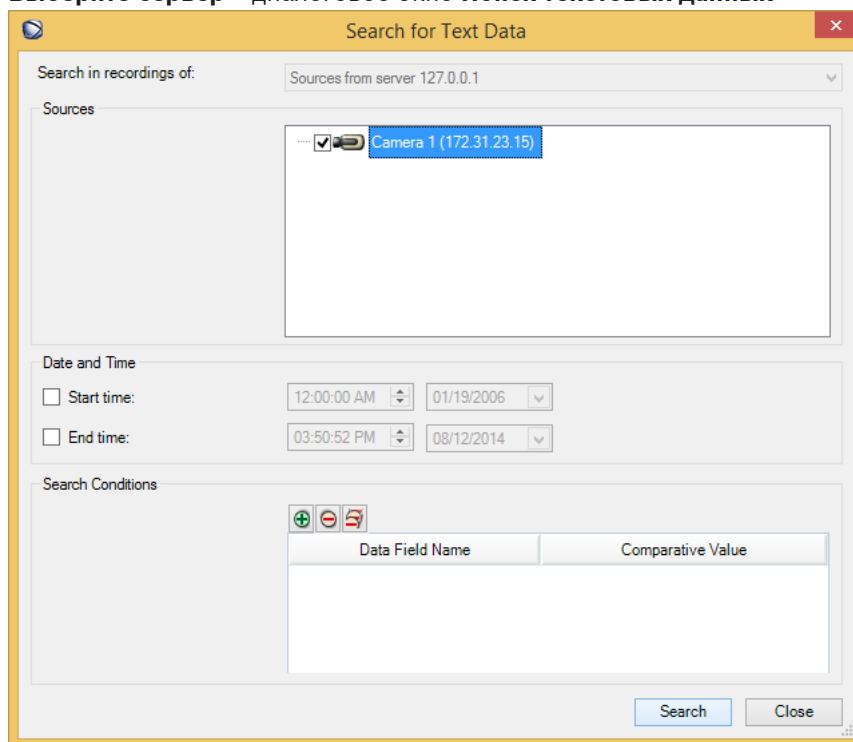 Search for Text Data
Search in recordings of:
Sources from server 127.0.0.1
Sources
Camera 1 (172.31.23.15)
Date and Time
Start time:
12:00:00 AM
01/19/2006
End time:
03:50:52 PM
08/12/2014
Search Conditions
Data Field Name
Comparative Value
Search
Close